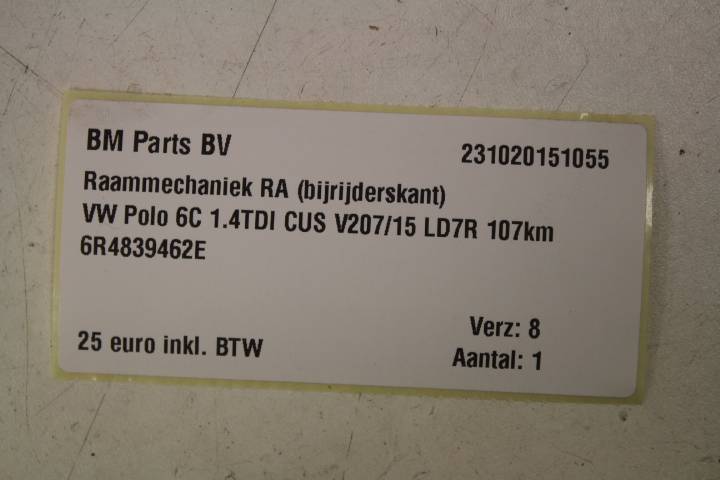 BM Parts BV 231020151055
Raammechaniek RA (bijrijderskant)
VW Polo 6C 1.4TDI CUS V207/15 LD7R 107km
6R4839462E
Verz: 8
25 euro inkl. BTW
Aantal: 1